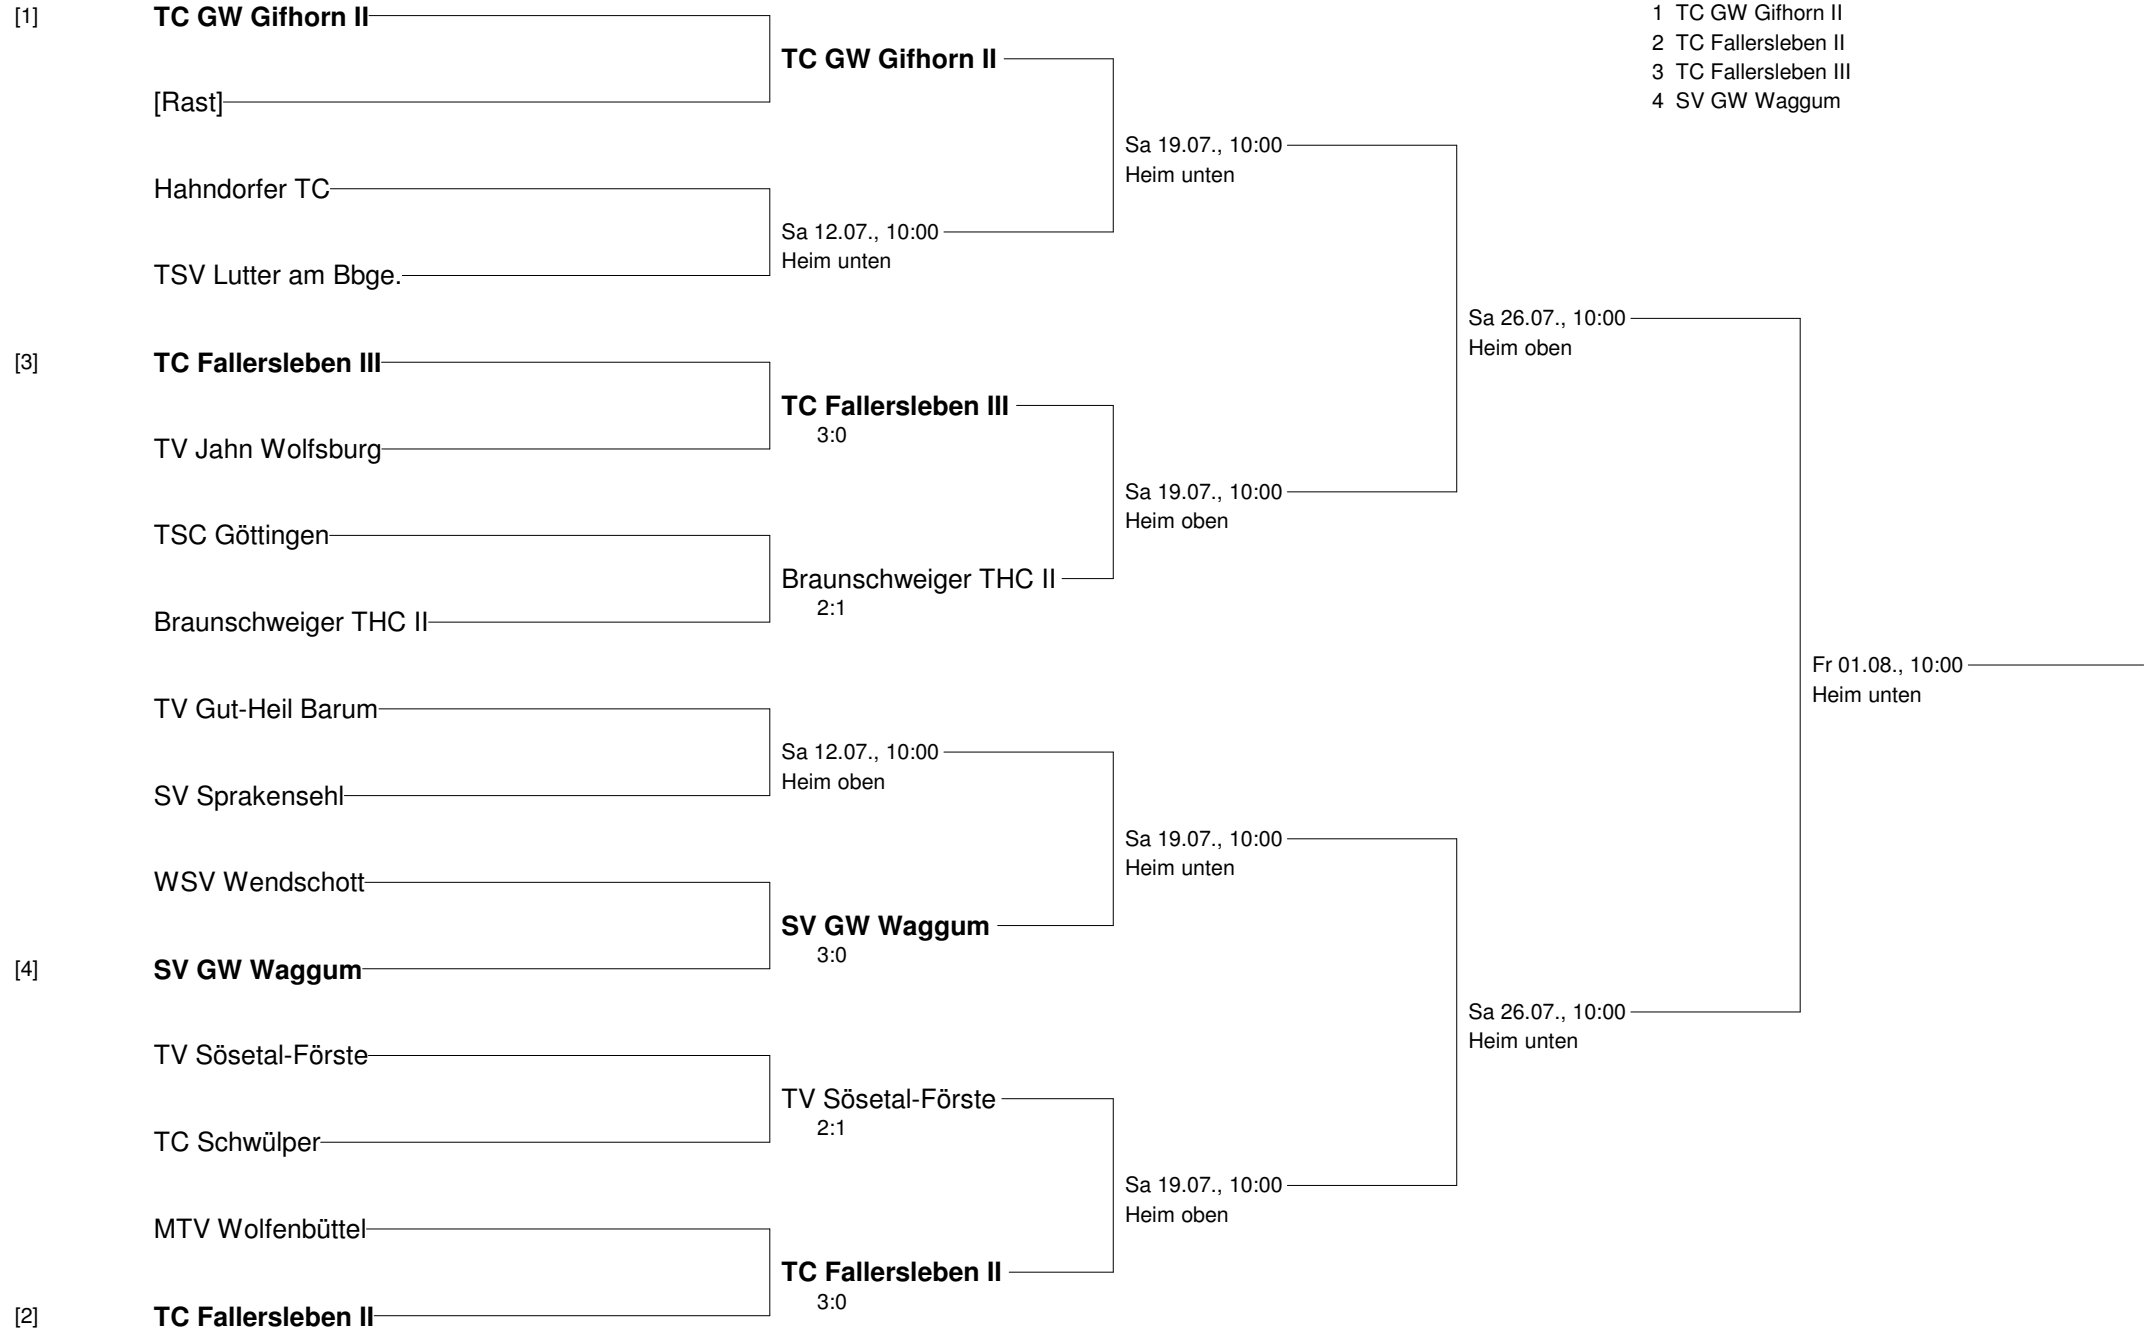 [1] TC GW Gifhorn II
[Rast]
Hahndorfer TC
TSV Lutter am Bbge.
[3] TC Fallersleben III
TV Jahn Wolfsburg
TSC Göttingen
Braunschweiger THC II
TV Gut-Heil Barum
SV Sprakensehl
WSV Wendschott
[4] SV GW Waggum
TV Sösetal-Förste
TC Schwülper
MTV Wolfenbüttel
[2] TC Fallersleben II
TC GW Gifhorn II
Sa 12.07., 10:00
Heim unten
TC Fallersleben III
3:0
Braunschweiger THC II
2:1
Sa 12.07., 10:00
Heim oben
SV GW Waggum
3:0
TV Sösetal-Förste
2:1
TC Fallersleben II
3:0
Sa 19.07., 10:00
Heim unten
Sa 19.07., 10:00
Heim oben
Sa 19.07., 10:00
Heim unten
Sa 19.07., 10:00
Heim oben
Sa 26.07., 10:00
Heim oben
Sa 26.07., 10:00
Heim unten
Fr 01.08., 10:00
Heim unten
1 TC GW Gifhorn II
2 TC Fallersleben II
3 TC Fallersleben III
4 SV GW Waggum